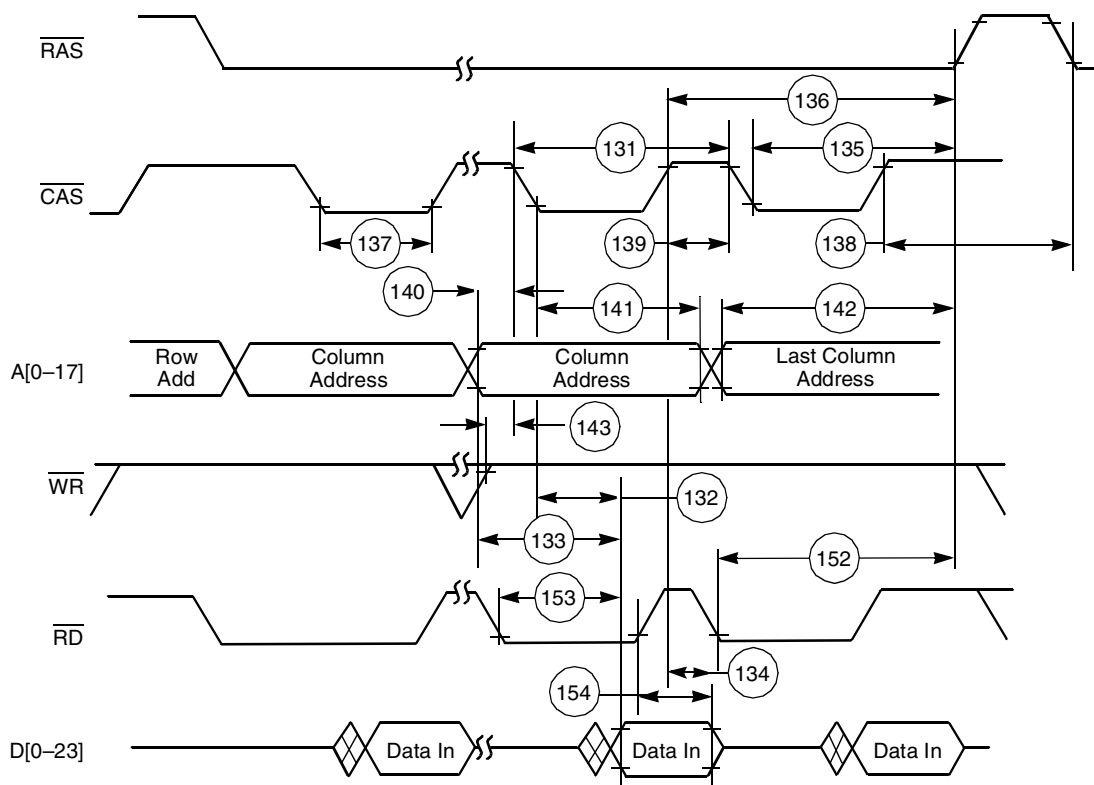 RAS
136
131
135
CAS
137
139
138
140
141
142
A[0–17]
Row
Add
Column
Address
Column
Address
Last Column
Address
143
WR
132
133
152
153
RD
134
154
D[0–23]
Data In
Data In
Data In